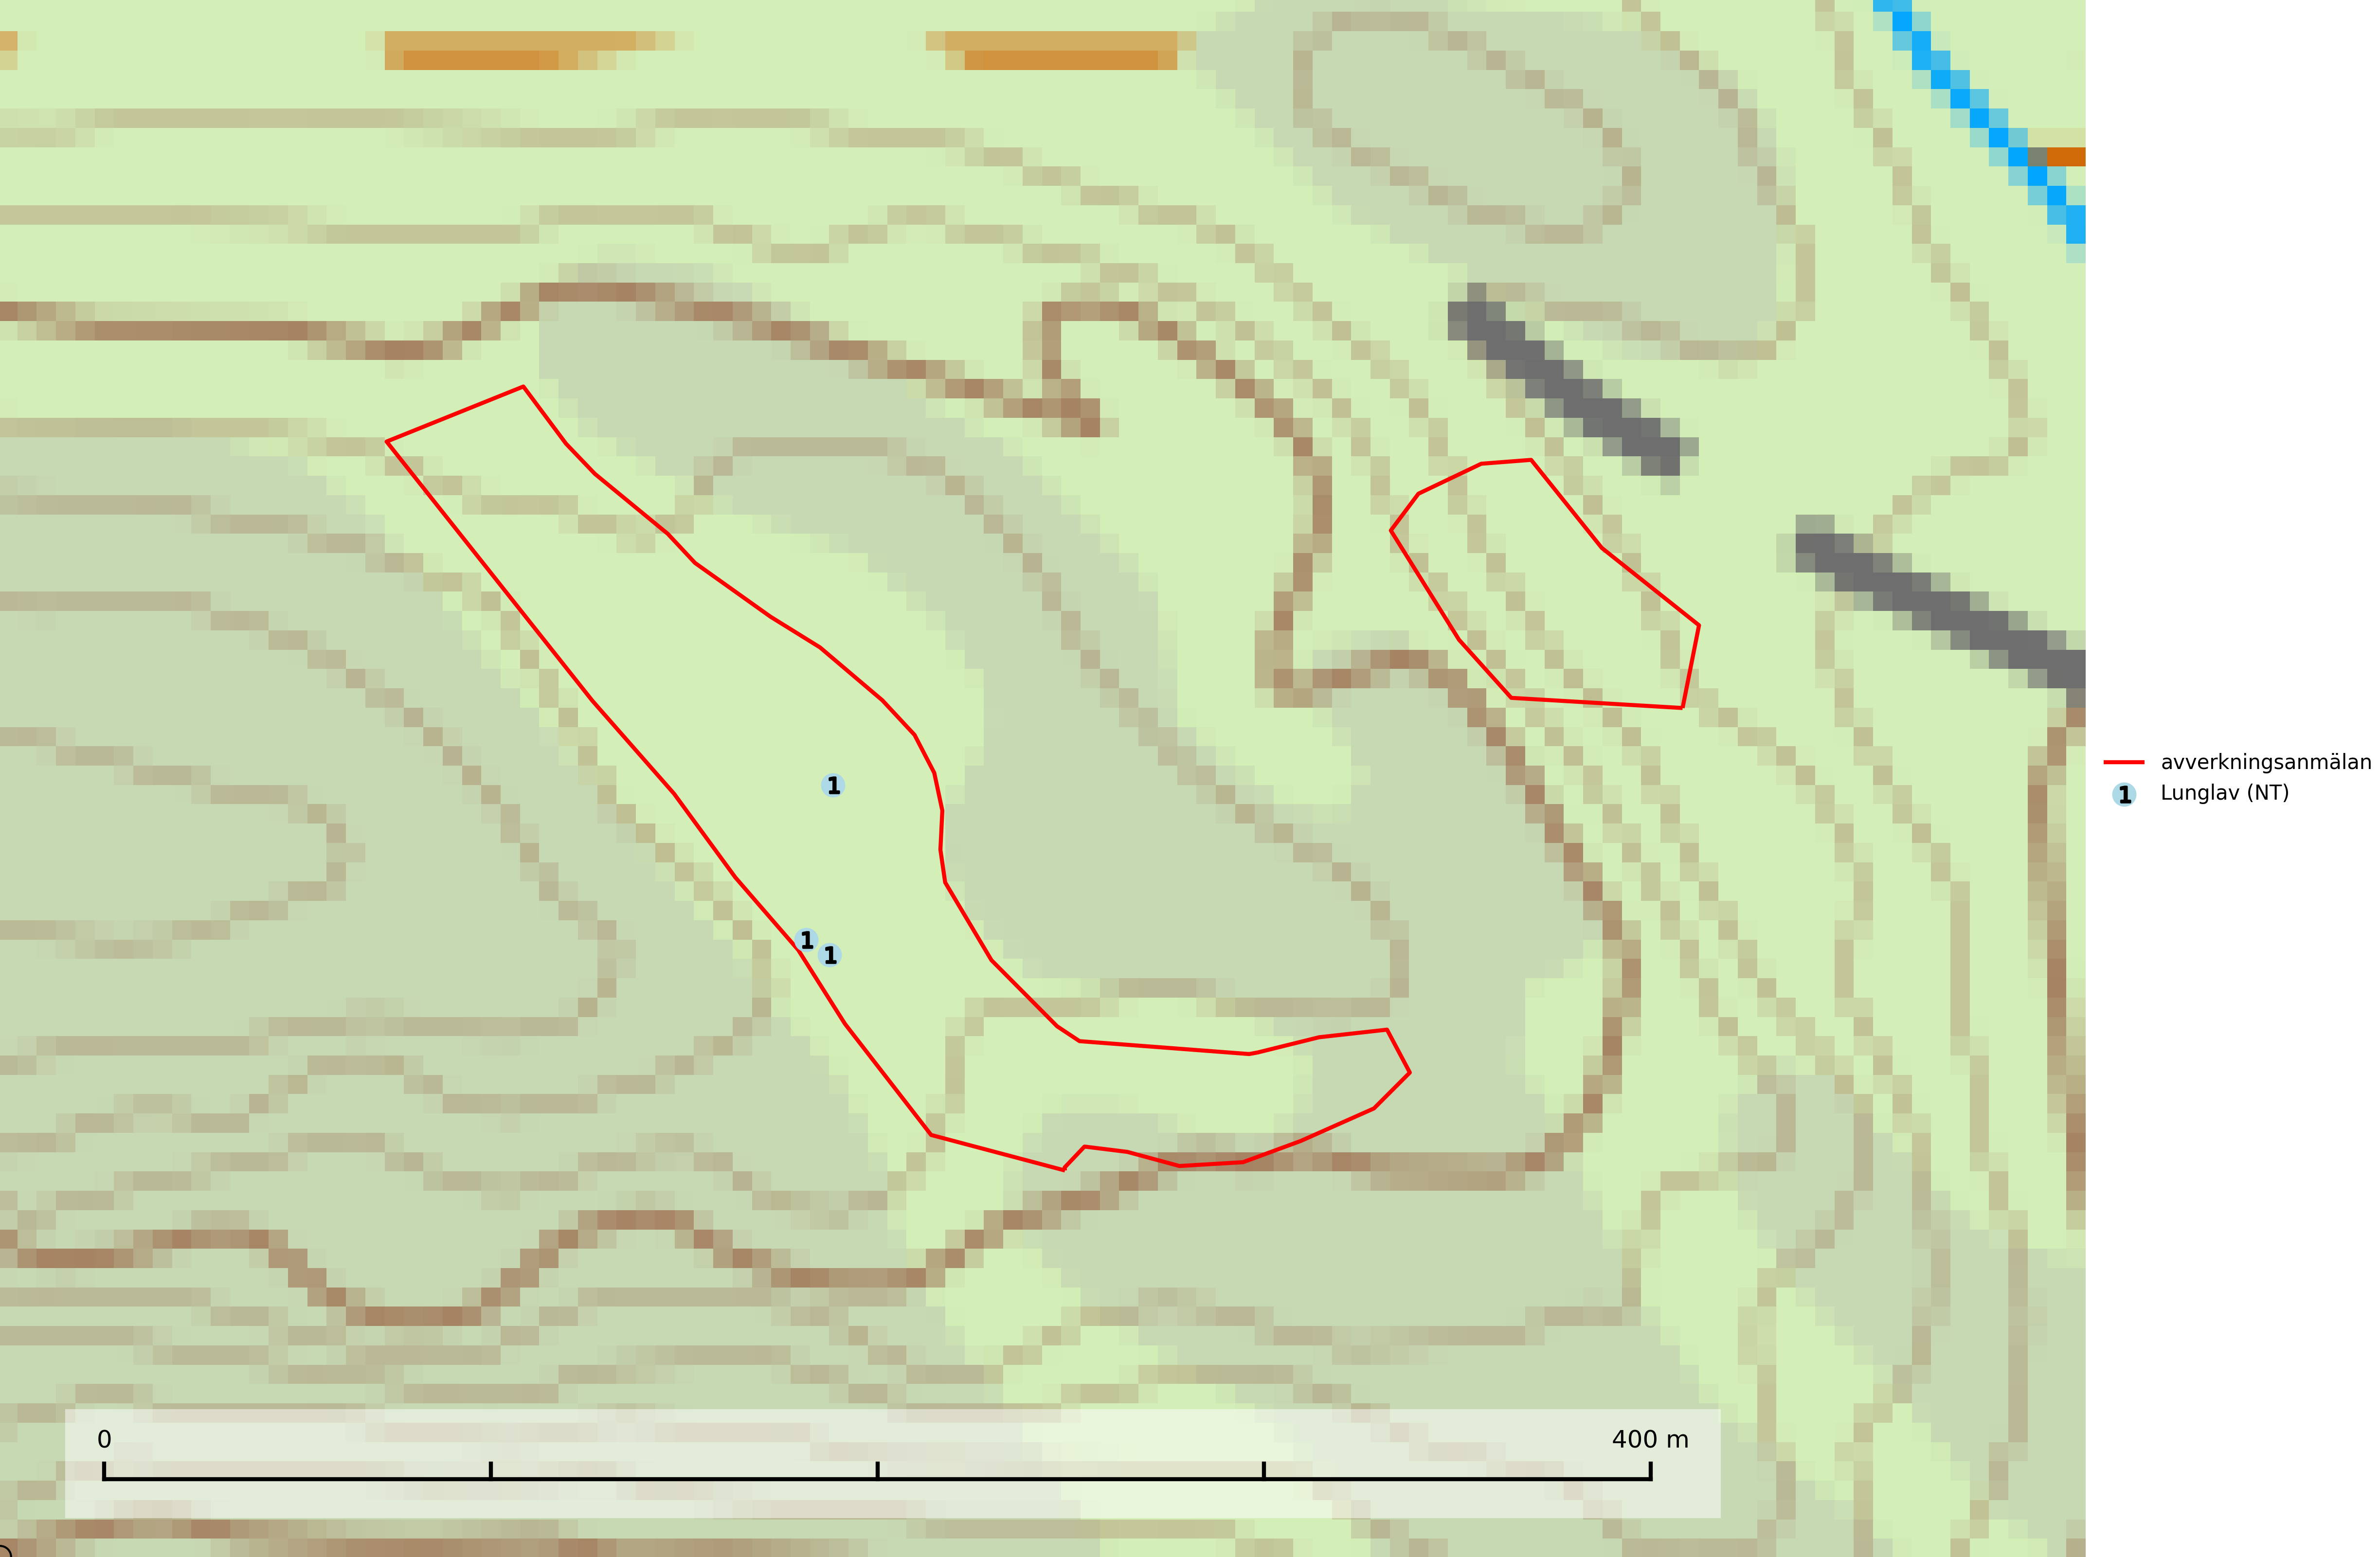 1
1
1
avverkningsanmälan
1 Lunglav (NT)
0 400 m